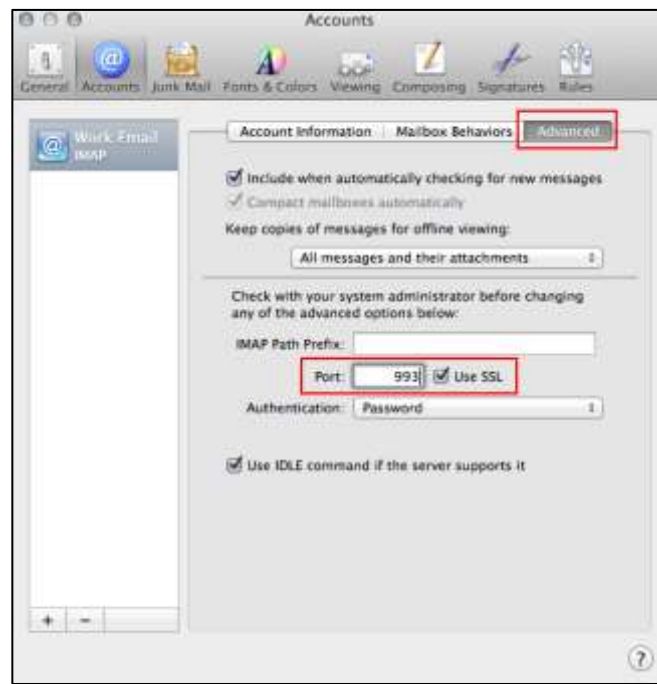 Accounts
General Accounts Junk Mail Fonts & Colors Viewing Composing Signatures Rules
Work Email
IMAP
Account Information Mailbox Behaviors Advanced
Include when automatically checking for new messages
Compact mailboxes automatically
Keep copies of messages for offline viewing:
All messages and their attachments
Check with your system administrator before changing
any of the advanced options below:
IMAP Path Prefix:
Port: 993 Use SSL
Authentication: Password
Use IDLE command if the server supports it
+ -
?